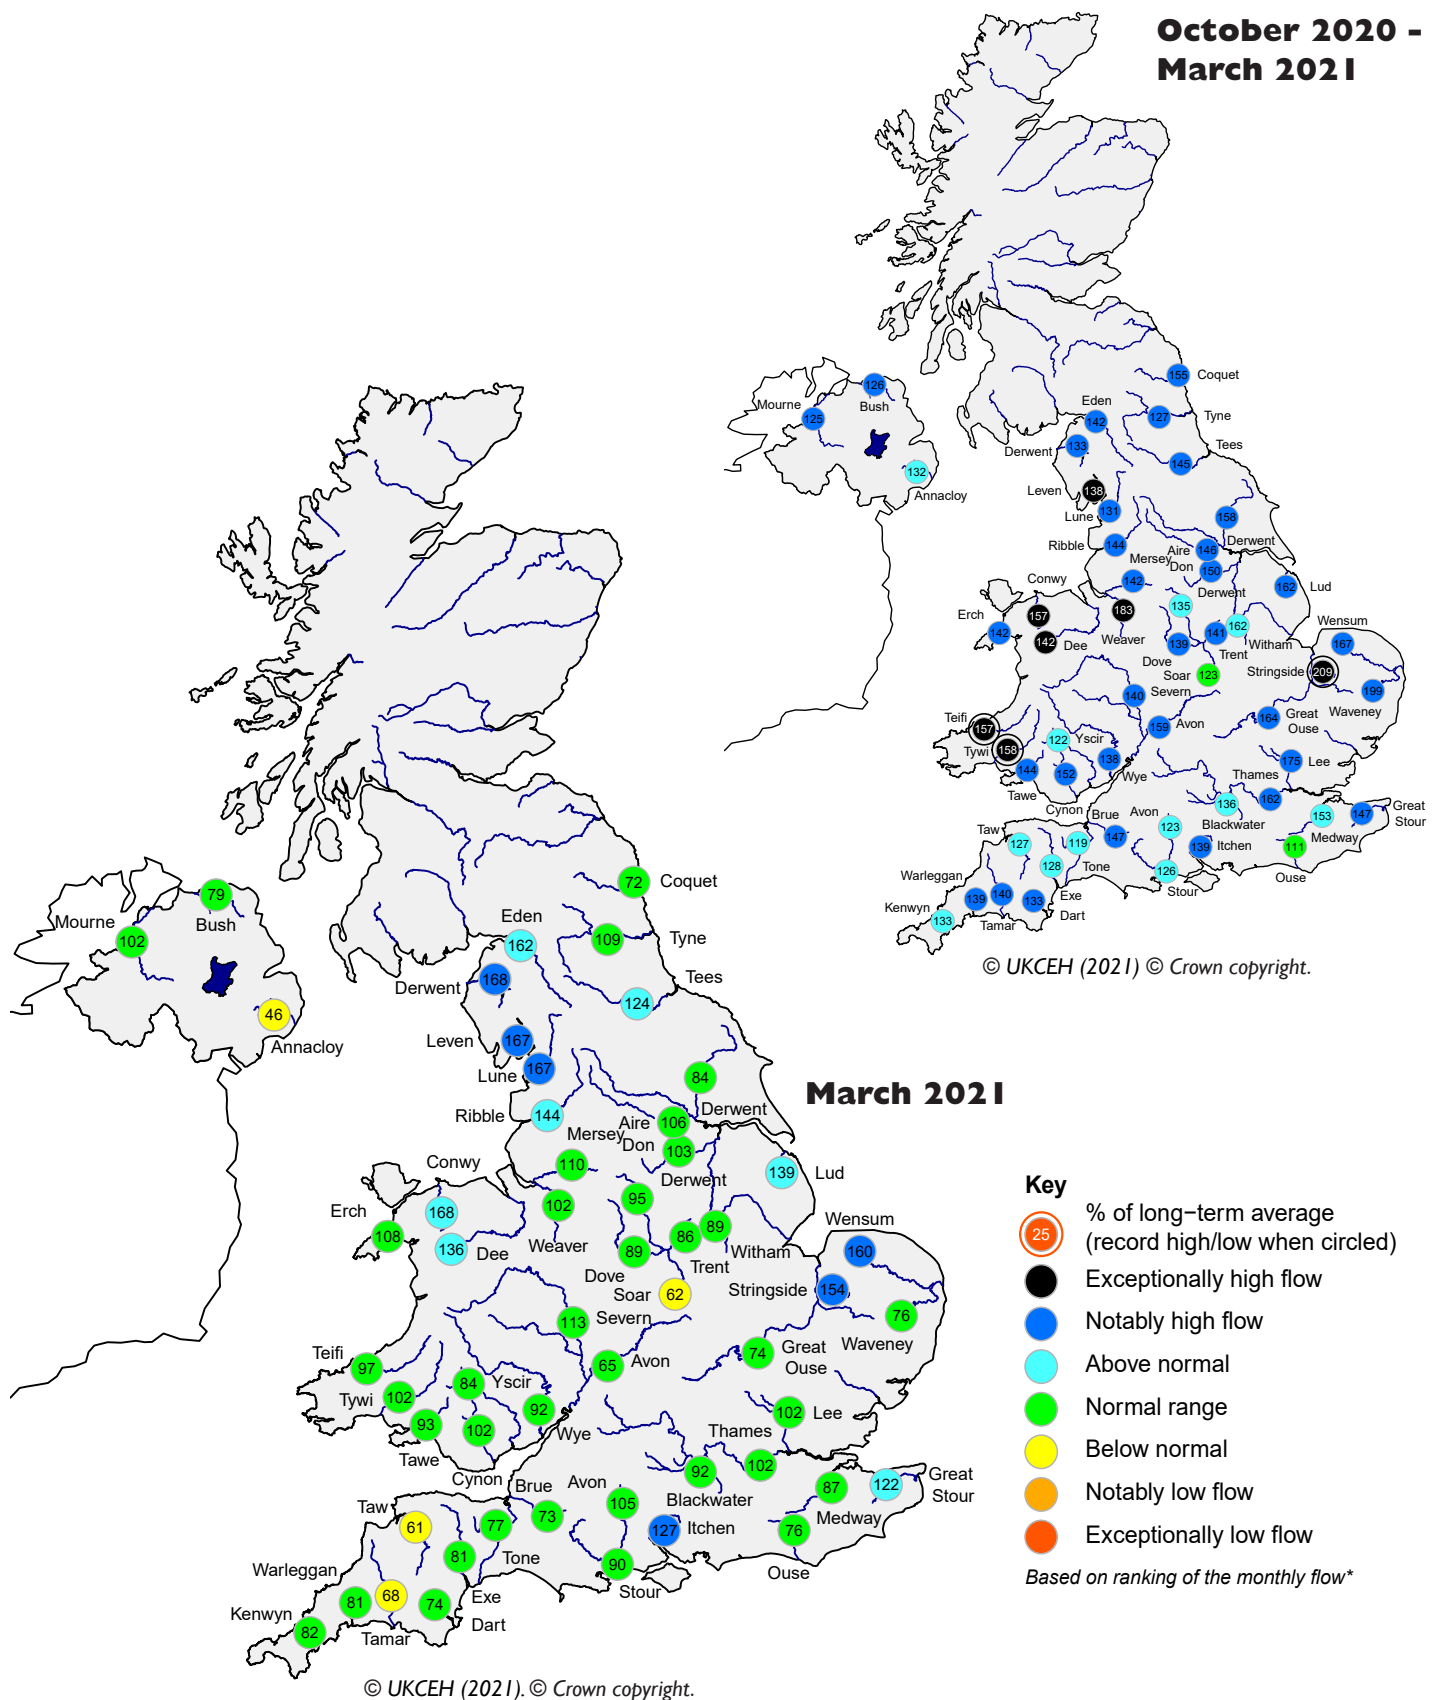 October 2020 -
March 2021
155
Coquet
126
Bush
Mourne
125
Eden
142
127
Tyne
Derwent
133
Tees
145
132
Annacloy
Leven
138
Lune
131
158
Derwent
Ribble
144
Aire
146
Mersey
Don
150
142
Conwy
162
Lud
Derwent
135
157
183
Weaver
Erch
142
142
Dee
162
Witham
141
Trent
139
Dove
Wensum
167
Soar
123
Stringside
209
199
Waveney
Severn
140
Teifi
157
159
Avon
164
Great
Ouse
Tywi
158
122
Yscir
138
Wye
175
Lee
144
Tawe
152
Cynon
Thames
162
136
Blackwater
153
Medway
147
Great
Stour
Brue
147
Avon
123
139
Itchen
111
Ouse
Taw
127
119
Tone
128
Exe
126
Stour
Warleggan
139
140
Tamar
133
Dart
Kenwyn
133
© UKCEH (2021) © Crown copyright.
March 2021
72
Coquet
79
Bush
Mourne
102
Eden
162
109
Tyne
Derwent
168
Tees
124
46
Annacloy
Leven
167
Lune
167
84
Derwent
Ribble
144
Aire
106
Mersey
Don
103
110
Conwy
139
Lud
Derwent
95
168
102
Weaver
Erch
108
136
Dee
89
Witham
86
Trent
89
Dove
Wensum
160
Soar
62
Stringside
154
76
Waveney
113
Severn
Teifi
97
65
Avon
74
Great
Ouse
Tywi
102
84
Yscir
92
Wye
102
Lee
93
Tawe
102
Cynon
Thames
102
92
Blackwater
87
Medway
122
Great
Stour
Brue
73
Avon
105
127
Itchen
76
Ouse
Taw
61
77
Tone
81
Exe
90
Stour
Warleggan
81
68
Tamar
74
Dart
Kenwyn
82
© UKCEH (2021). © Crown copyright.
Key
25
% of long−term average
(record high/low when circled)
Exceptionally high flow
Notably high flow
Above normal
Normal range
Below normal
Notably low flow
Exceptionally low flow
Based on ranking of the monthly flow*